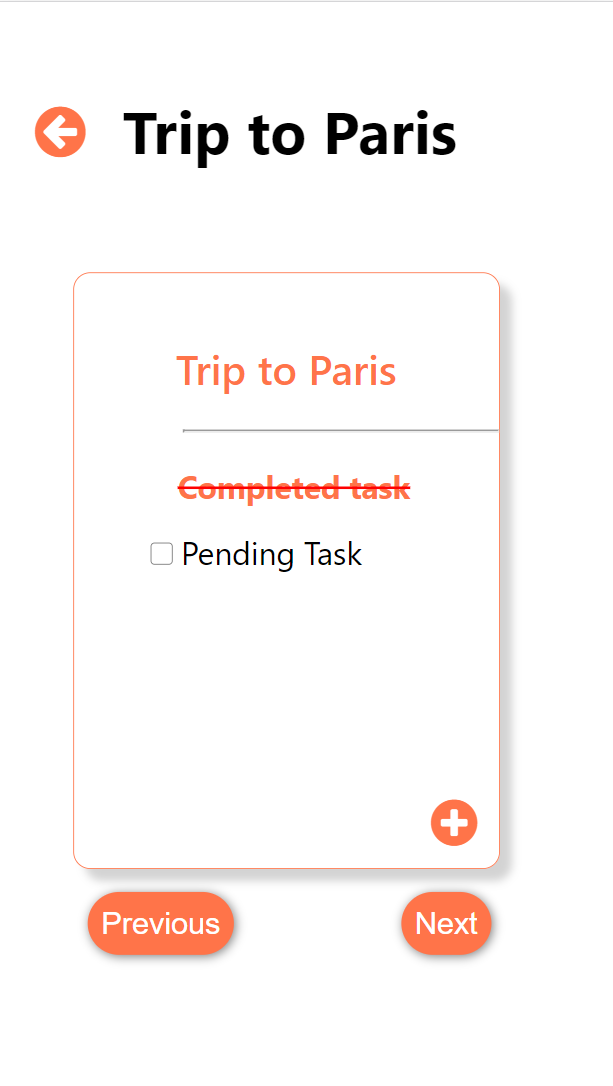 Trip to Paris
Trip to Paris
Completed task
Pending Task
Previous
Next